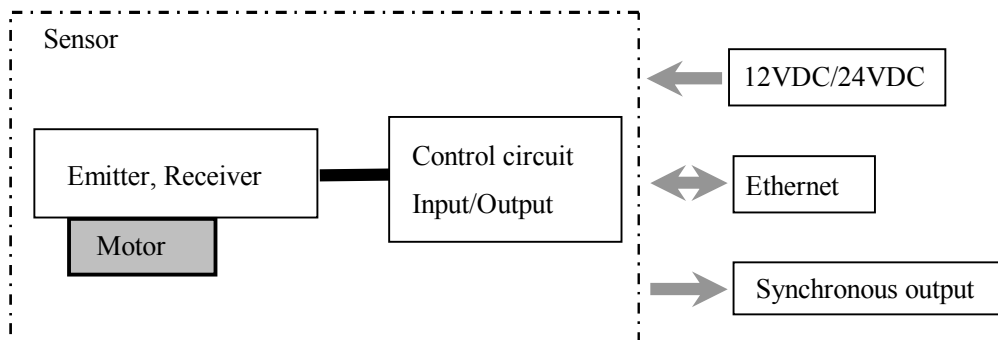 Sensor
12VDC/24VDC
Emitter, Receiver
Control circuit
Input/Output
Ethernet
Motor
Synchronous output